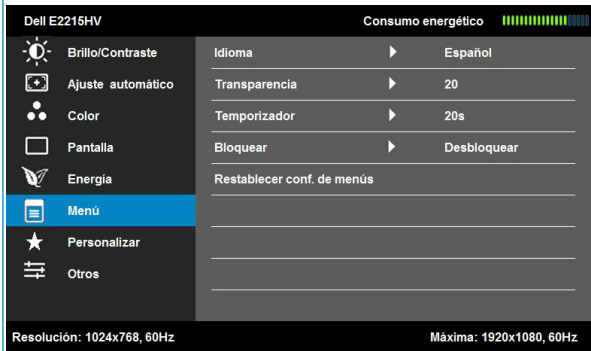 Dell E2215HV Consumo energético
Brillo/Contraste Idioma Español
Ajuste automático Transparencia 20
Color Temporizador 20s
Pantalla Bloquear Desbloquear
Energía Restablecer conf. de menús
Menú
Personalizar
Otros
Resolución: 1024x768, 60Hz Máxima: 1920x1080, 60Hz